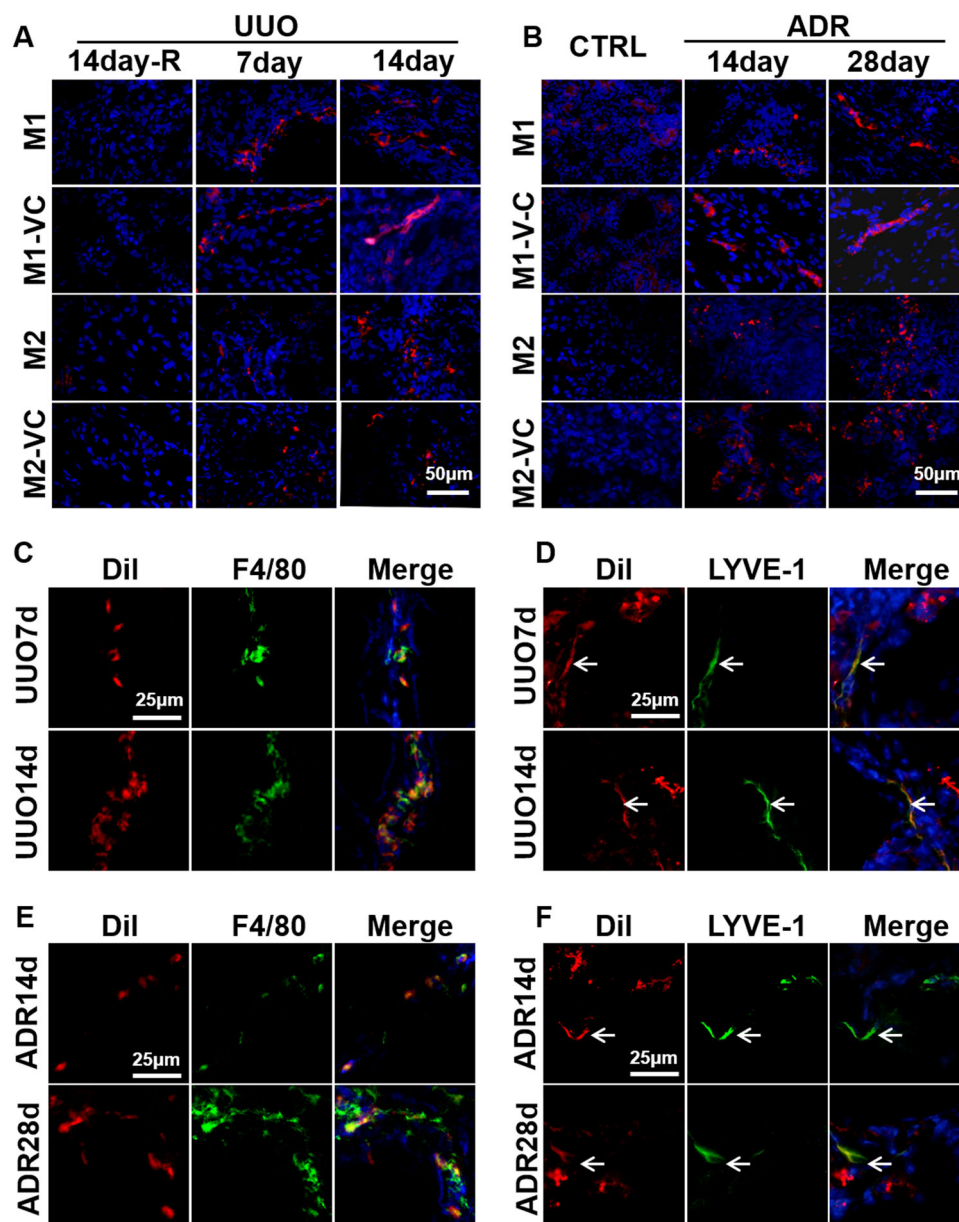 A
UUO
14day-R 7day 14day
M1
M1-VC
M2
M2-VC
50μm
B
CTRL
ADR
14day 28day
M1
M1-V-C
M2
M2-VC
50μm
C
Dil F4/80 Merge
UUO7d
25μm
UUO14d
D
Dil LYVE-1 Merge
UUO7d
25μm
UUO14d
E
Dil F4/80 Merge
ADR14d
25μm
ADR28d
F
Dil LYVE-1 Merge
ADR14d
25μm
ADR28d